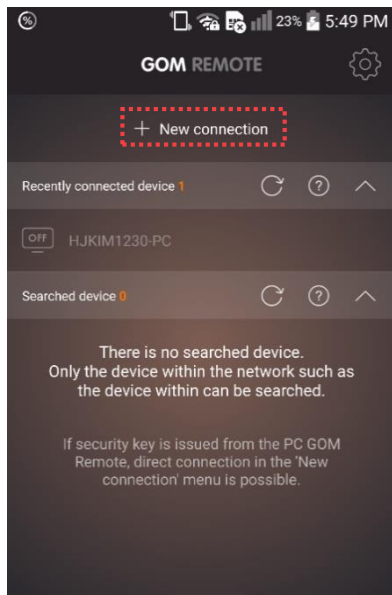 23% 5:49 PM
GOM REMOTE
+ New connection
Recently connected device 1
OFF HJKIM1230-PC
Searched device 0
There is no searched device.
Only the device within the network such as
the device within can be searched.
If security key is issued from the PC GOM
Remote, direct connection in the 'New
connection' menu is possible.